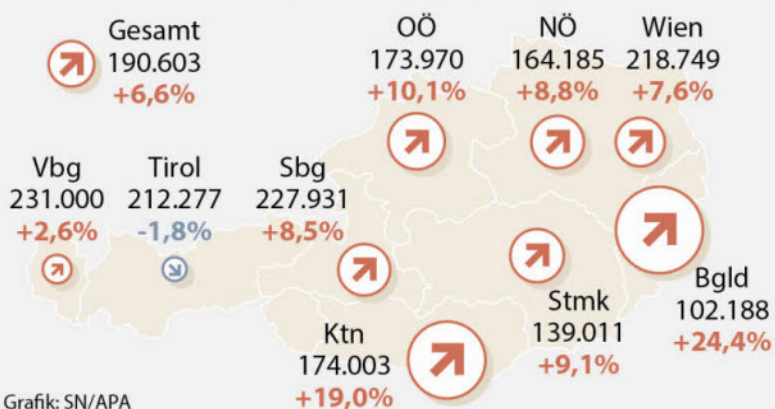 Gesamt
190.603
+6,6%
OÖ
173.970
+10,1%
NÖ
164.185
+8,8%
Wien
218.749
+7,6%
Vbg
231.000
+2,6%
Tirol
212.277
-1,8%
Sbg
227.931
+8,5%
Ktn
174.003
+19,0%
Stmk
139.011
+9,1%
Bgld
102.188
+24,4%
Grafik: SN/APA